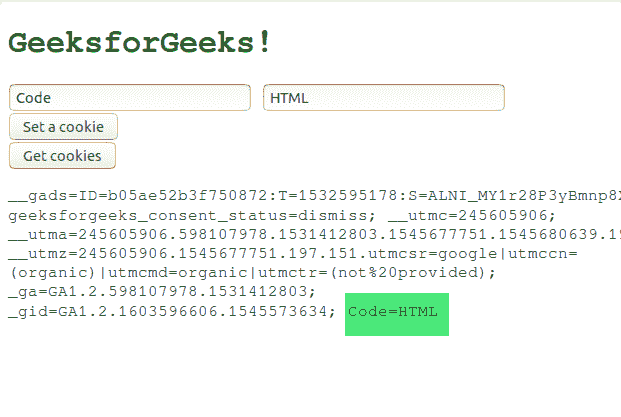 GeeksforGeeks!
Code HTML
Set a cookie
Get cookies
__gads=ID=b05ae52b3f750872:T=1532595178:S=ALNI_MY1r28P3yBmnp8
geeksforgeeks_consent_status=dismiss; __utmc=245605906;
__utma=245605906.598107978.1531412803.1545677751.1545680639.19
__utmz=245605906.1545677751.197.151.utmcsr=google|utmccn=
(organic)|utmcmd=organic|utmctr=(not%20provided);
_ga=GA1.2.598107978.1531412803;
_gid=GA1.2.1603596606.1545573634; Code=HTML